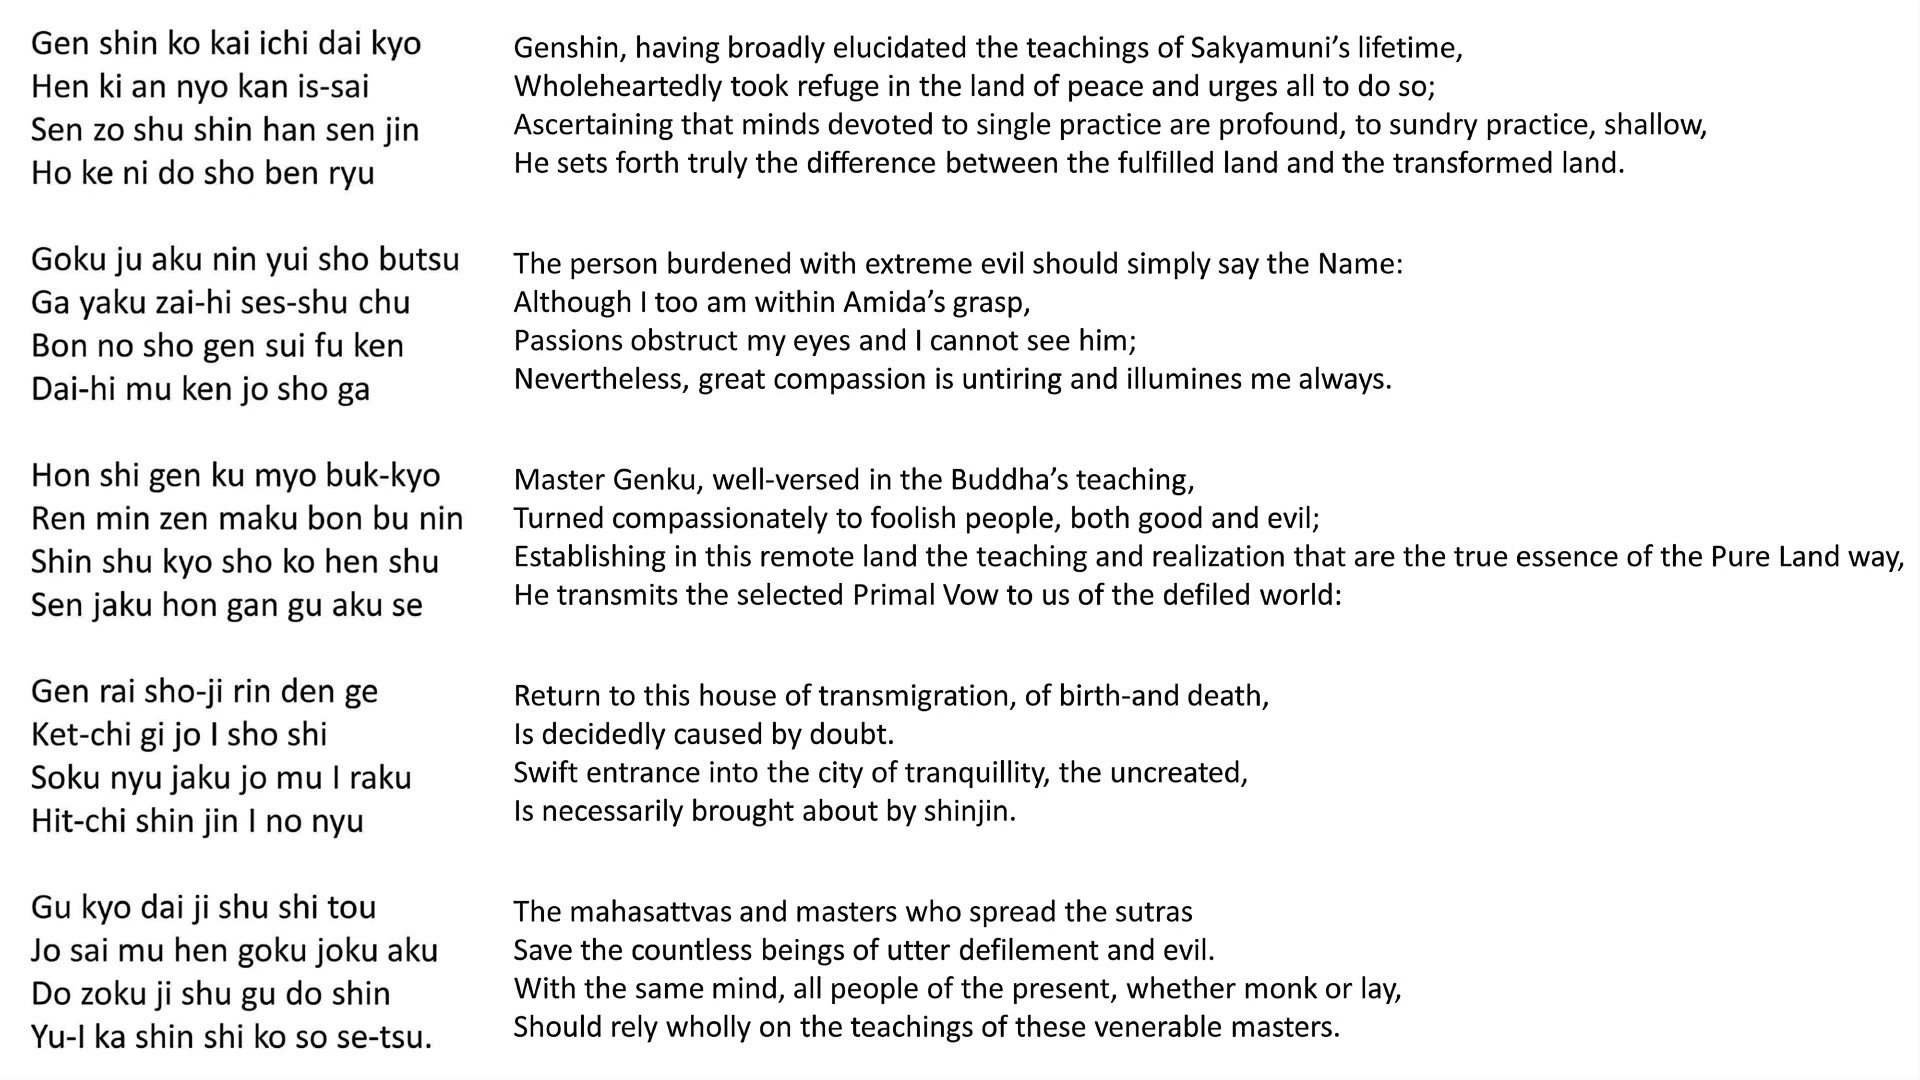 Gen shin ko kai ichi dai kyo
Hen ki an nyo kan is-sai
Sen zo shu shin han sen jin
Ho ke ni do sho ben ryu
Genshin, having broadly elucidated the teachings of Sakyamuni’s lifetime,
Wholeheartedly took refuge in the land of peace and urges all to do so;
Ascertaining that minds devoted to single practice are profound, to sundry practice, shallow,
He sets forth truly the difference between the fulfilled land and the transformed land.
Goku ju aku nin yui sho butsu
Ga yaku zai-hi ses-shu chu
Bon no sho gen sui fu ken
Dai-hi mu ken jo sho ga
The person burdened with extreme evil should simply say the Name:
Although I too am within Amida’s grasp,
Passions obstruct my eyes and I cannot see him;
Nevertheless, great compassion is untiring and illumines me always.
Hon shi gen ku myo buk-kyo
Ren min zen maku bon bu nin
Shin shu kyo sho ko hen shu
Sen jaku hon gan gu aku se
Master Genku, well-versed in the Buddha’s teaching,
Turned compassionately to foolish people, both good and evil;
Establishing in this remote land the teaching and realization that are the true essence of the Pure Land way,
He transmits the selected Primal Vow to us of the defiled world:
Gen rai sho-ji rin den ge
Ket-chi gi jo I sho shi
Soku nyu jaku jo mu I raku
Hit-chi shin jin I no nyu
Return to this house of transmigration, of birth-and death,
Is decidedly caused by doubt.
Swift entrance into the city of tranquillity, the uncreated,
Is necessarily brought about by shinjin.
Gu kyo dai ji shu shi tou
Jo sai mu hen goku joku aku
Do zoku ji shu gu do shin
Yu-I ka shin shi ko so se-tsu.
The mahasattvas and masters who spread the sutras
Save the countless beings of utter defilement and evil.
With the same mind, all people of the present, whether monk or lay,
Should rely wholly on the teachings of these venerable masters.